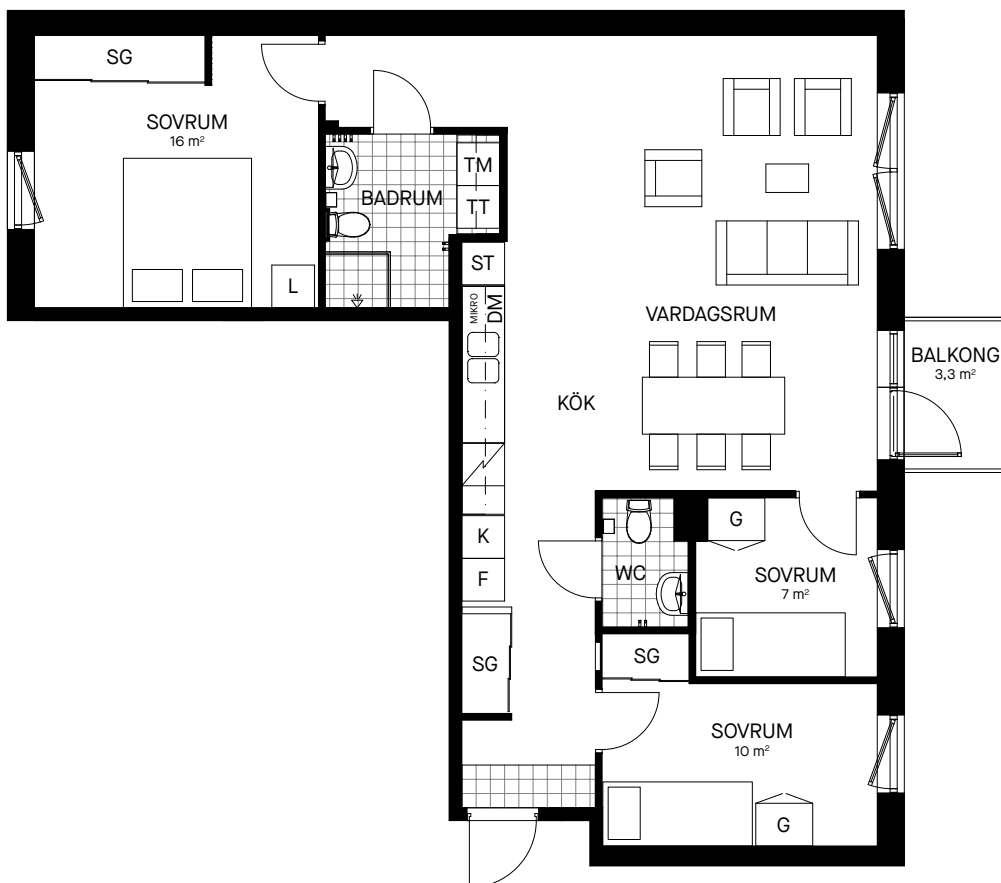 SG
SOVRUM
16 m²
L
BADRUM
TM
TT
ST
MIKRO
DM
VARDAGSRUM
KÖK
BALKONG
3,3 m²
K
F
SG
WC
G
SOVRUM
7 m²
SG
SOVRUM
10 m²
G